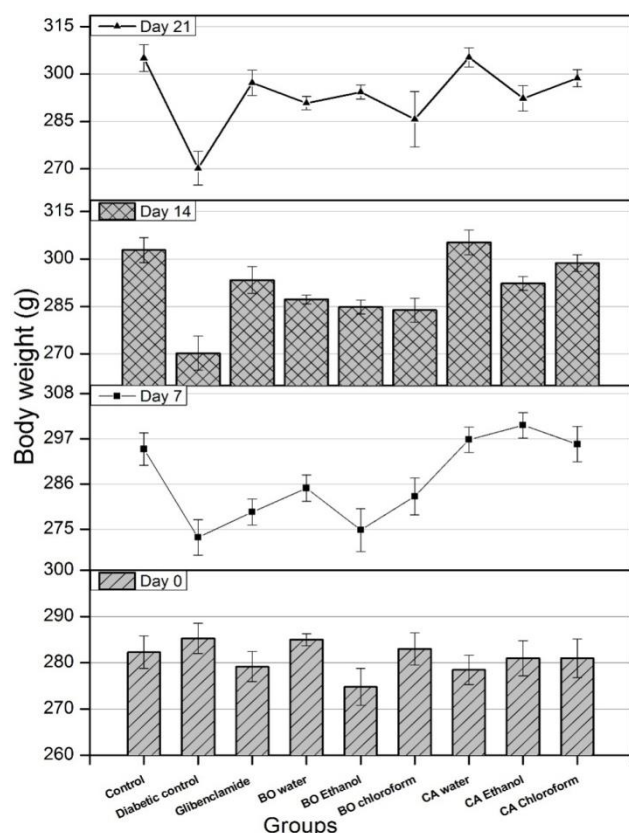 Day 21
315
300
285
270
Day 14
315
300
285
270
Day 7
308
297
286
275
Day 0
300
290
280
270
260
Body weight (g)
Control
Diabetic control
Glibenclamide
BO water
BO Ethanol
BO chloroform
CA water
CA Ethanol
CA Chloroform
Groups